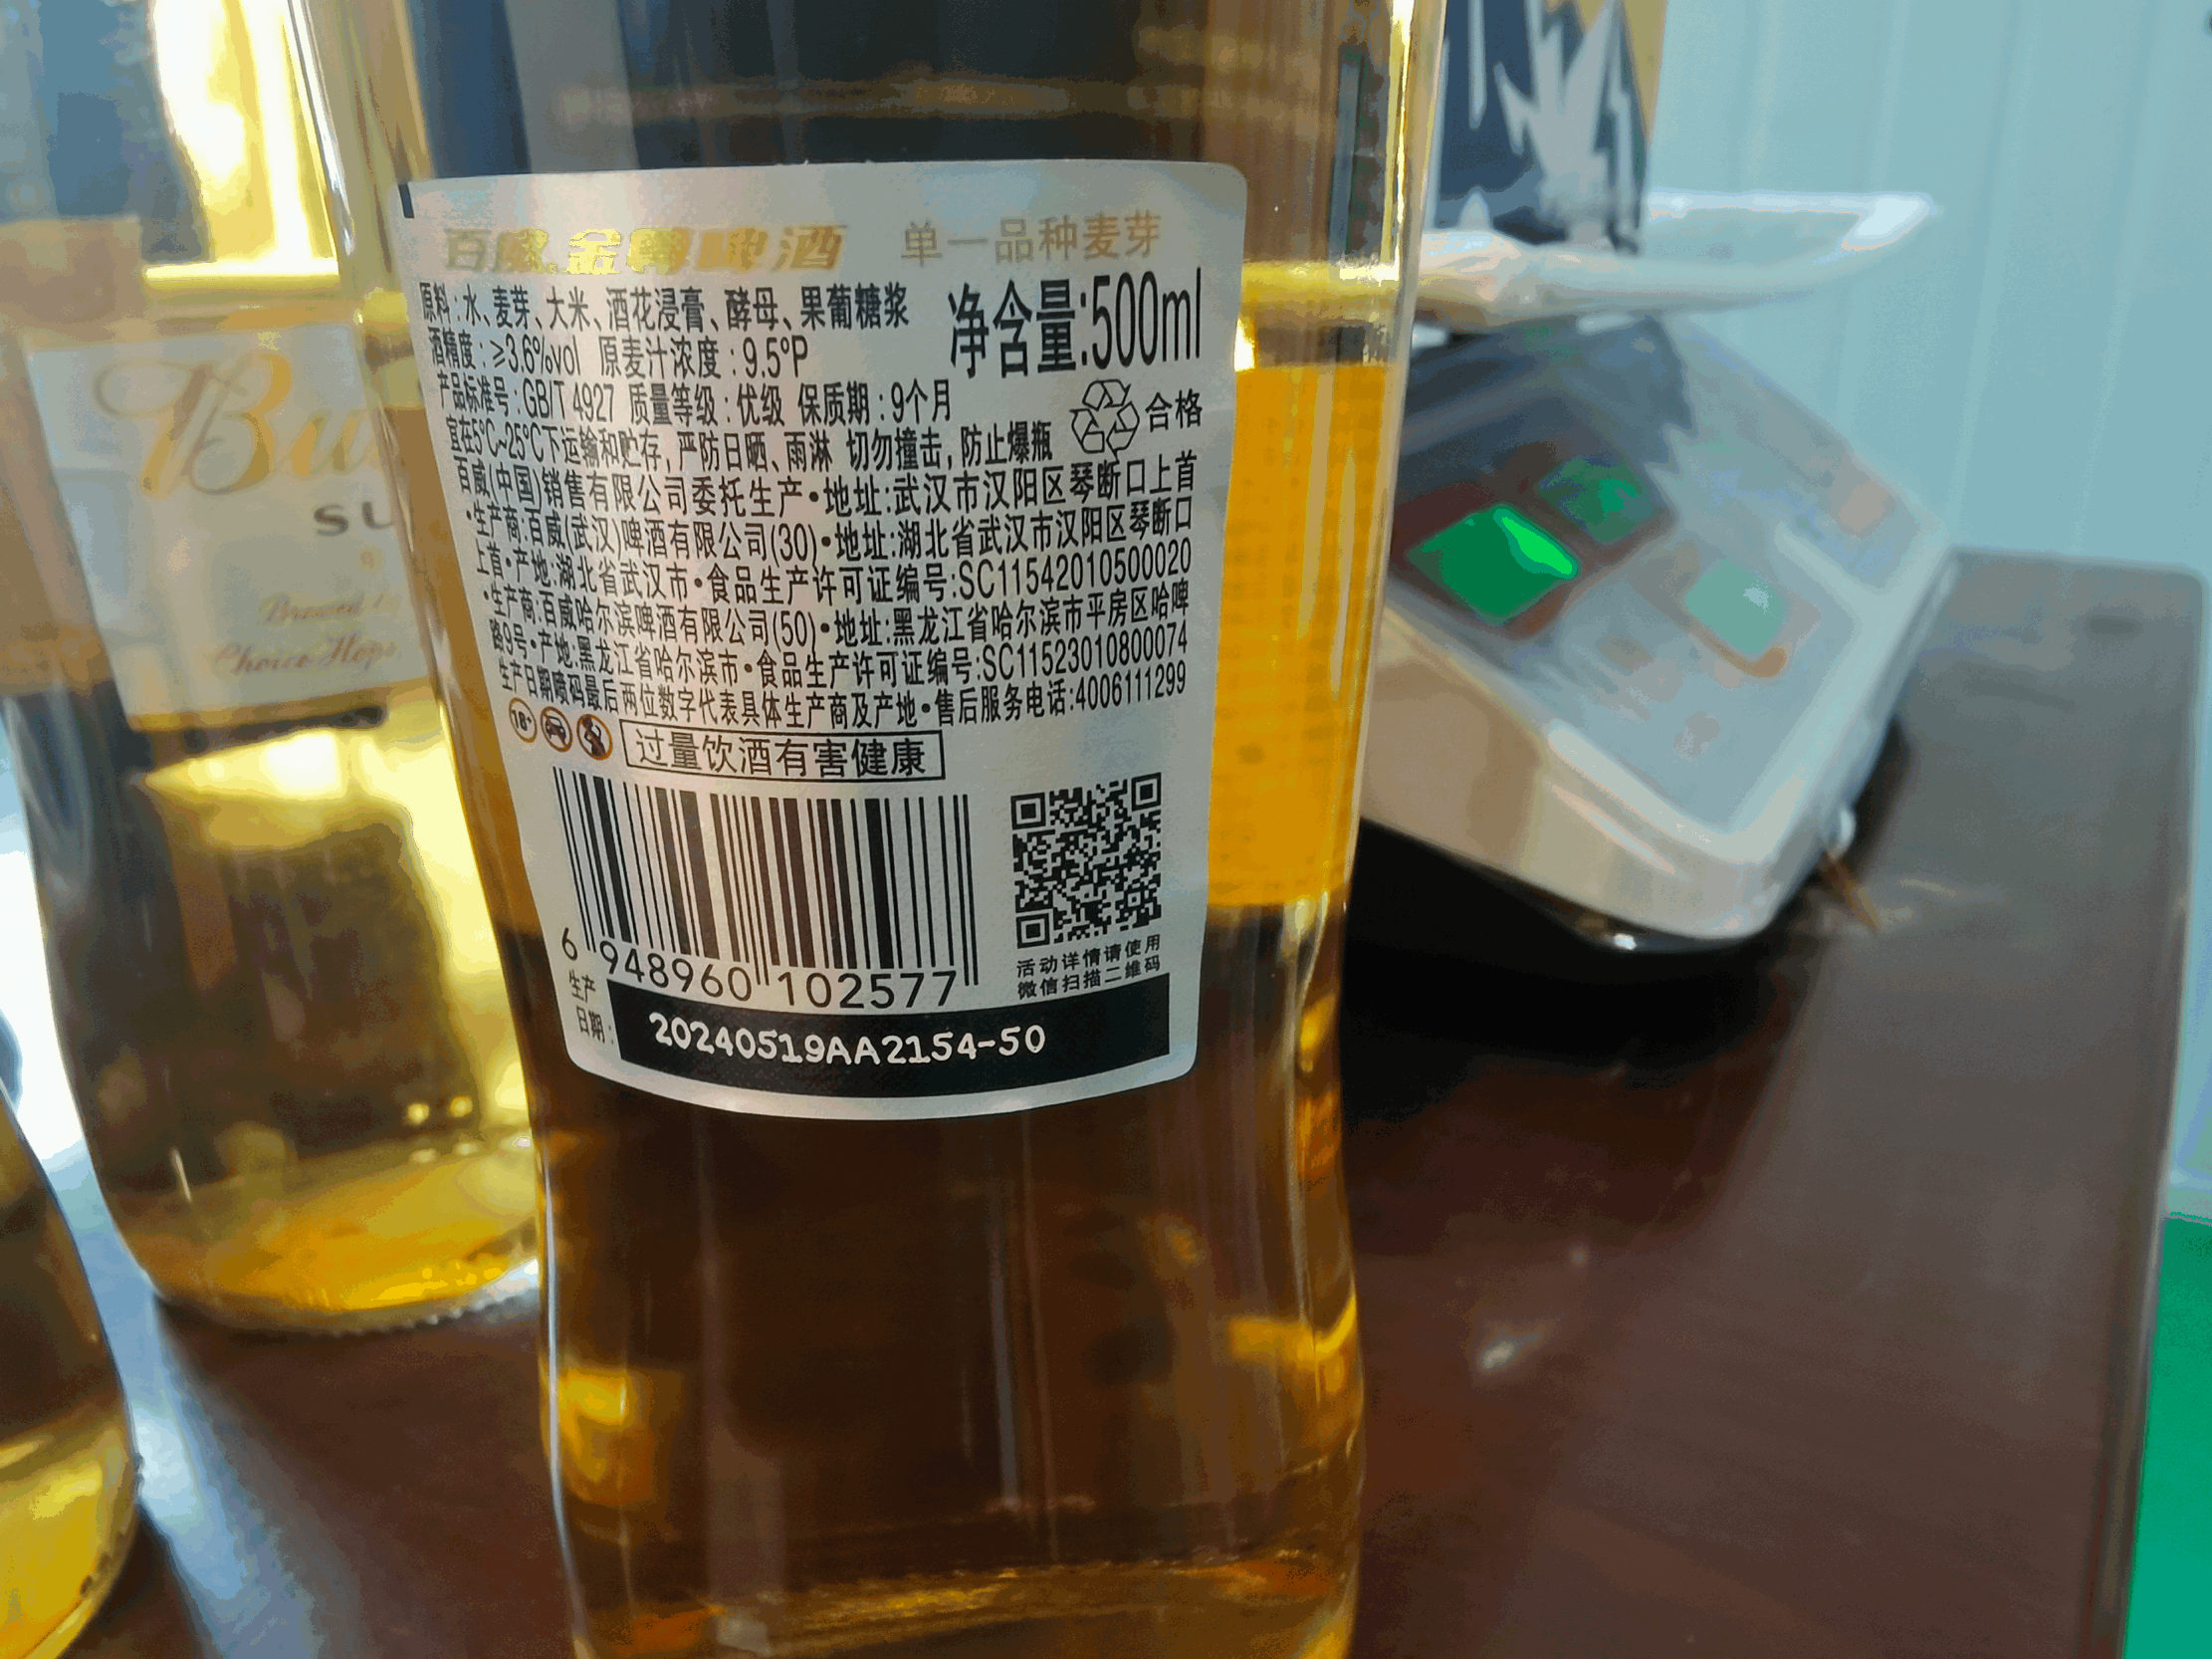 百威金尊啤酒 单一品种麦芽
原料:水、麦芽、大米、酒花浸膏、酵母、果葡糖浆
净含量:500ml
酒精度:≥3.6%vol 原麦汁浓度:9.5°P
产品标准号:GB/T 4927 质量等级:优级 保质期:9个月
合格
宜在5°C~25°C下运输和贮存,严防日晒、雨淋 切勿撞击,防止爆瓶
百威(中国)销售有限公司委托生产•地址:武汉市汉阳区琴断口上首
•生产商:百威(武汉)啤酒有限公司(30)•地址:湖北省武汉市汉阳区琴断口
上首•产地:湖北省武汉市•食品生产许可证编号:SC11542010500020
•生产商:百威哈尔滨啤酒有限公司(50)•地址:黑龙江省哈尔滨市平房区哈啤
路9号•产地:黑龙江省哈尔滨市•食品生产许可证编号:SC11523010800074
生产日期喷码最后两位数字代表具体生产商及产地•售后服务电话:4006111299
18+
过量饮酒有害健康
6 948960 102577
活动详情请使用
微信扫描二维码
生产
日期:
20240519AA2154-50
Bu
SU
Brewed by
Choice Hops,